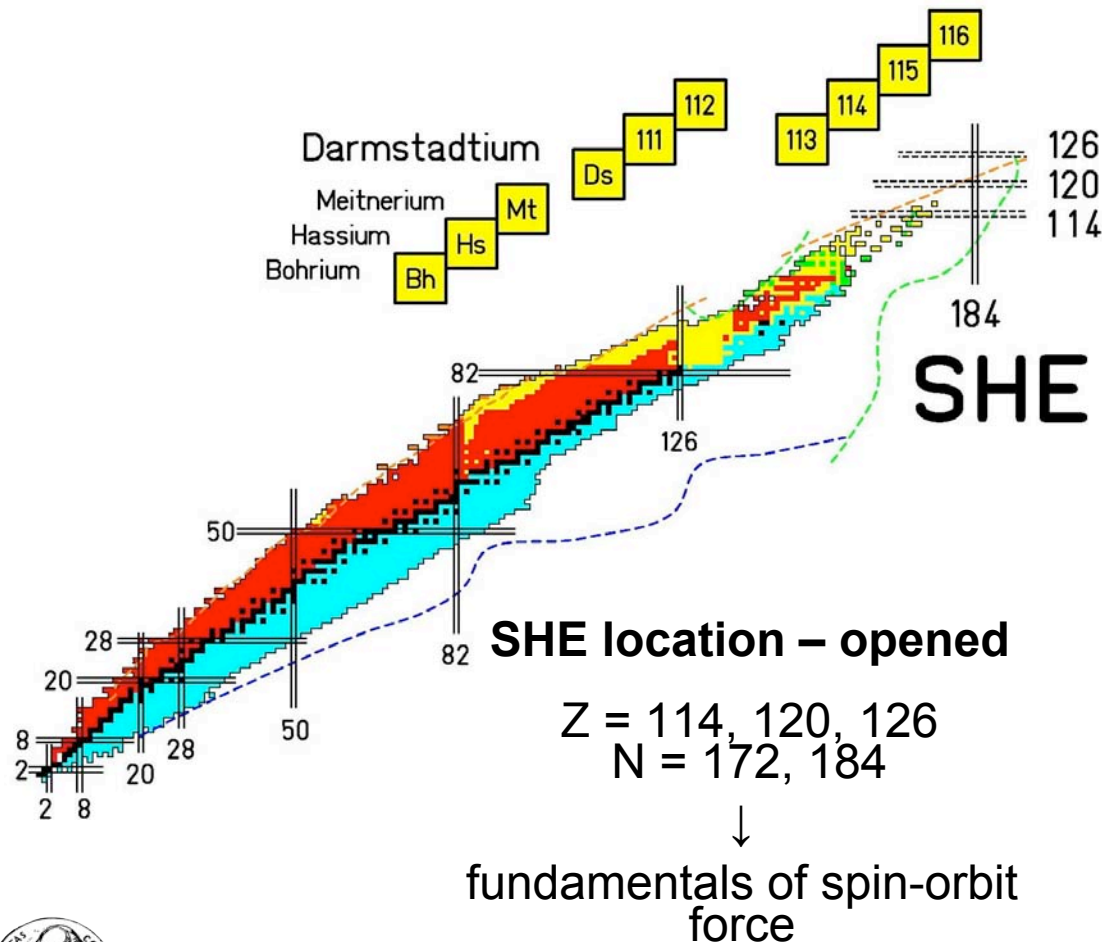 116
115
114
113
112
111
Ds
Darmstadtium
Mt
Meitnerium
Hs
Hassium
Bh
Bohrium
126
120
114
184
SHE
82
126
50
82
28
50
20
28
8
20
2
2 8
SHE location – opened
Z = 114, 120, 126
N = 172, 184
↓
fundamentals of spin-orbit
force